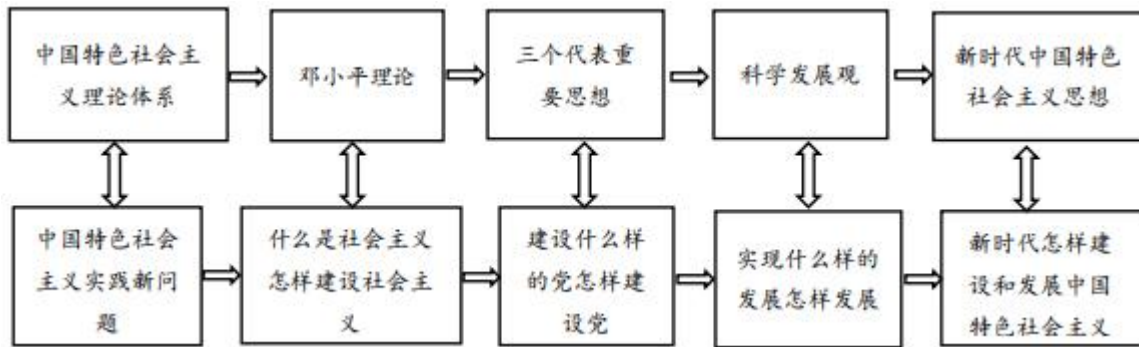 中国特色社会主
义理论体系
邓小平理论
三个代表重
要思想
科学发展观
新时代中国特色
社会主义思想
中国特色社会
主义实践新问
题
什么是社会主义
怎样建设社会主
义
建设什么样
的党怎样建
设党
实现什么样的
发展怎样发展
新时代怎样建
设和发展中国
特色社会主义